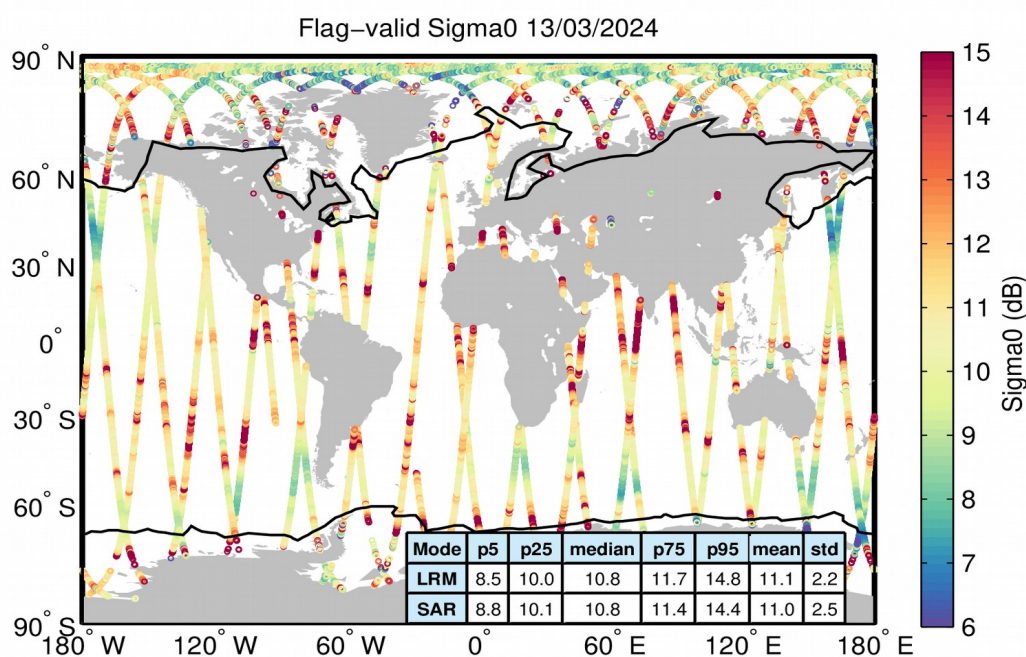 Flag−valid Sigma0 13/03/2024
90° N
60° N
30° N
0°
30° S
60° S
90° S
180° W
120° W
60° W
0°
60° E
120° E
180° E
Mode p5 p25 median p75 p95 mean std
LRM 8.5 10.0 10.8 11.7 14.8 11.1 2.2
SAR 8.8 10.1 10.8 11.4 14.4 11.0 2.5
15
14
13
12
11
10
9
8
7
6
Sigma0 (dB)